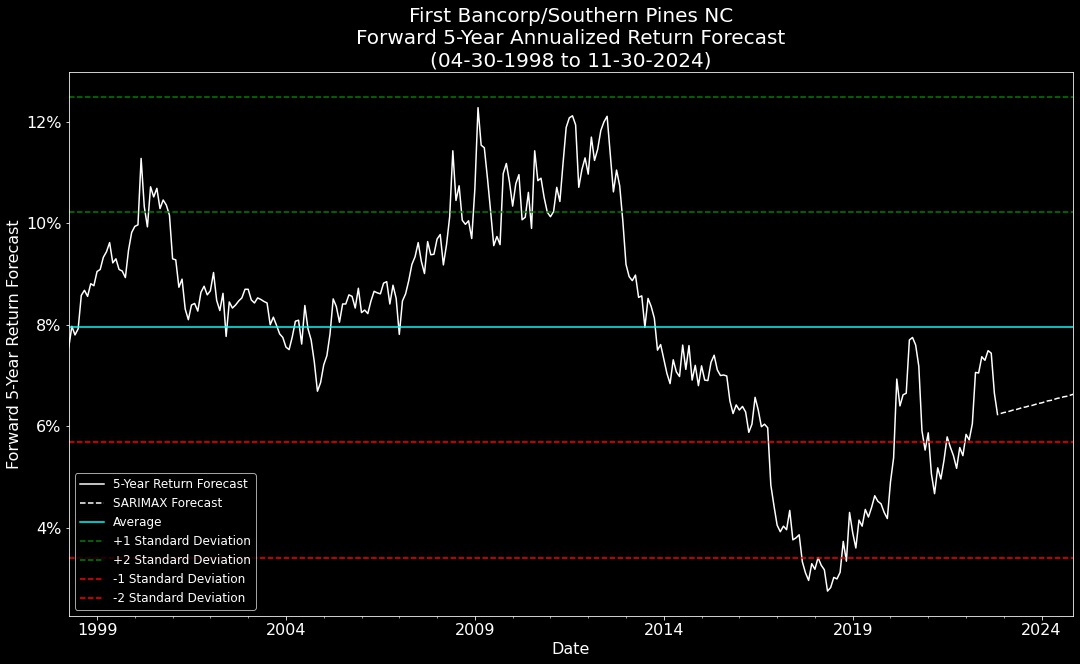 First Bancorp/Southern Pines NC
Forward 5-Year Annualized Return Forecast
(04-30-1998 to 11-30-2024)
Forward 5-Year Return Forecast
12%
10%
8%
6%
4%
5-Year Return Forecast
SARIMAX Forecast
Average
+1 Standard Deviation
+2 Standard Deviation
-1 Standard Deviation
-2 Standard Deviation
1999 2004 2009 2014 2019 2024
Date